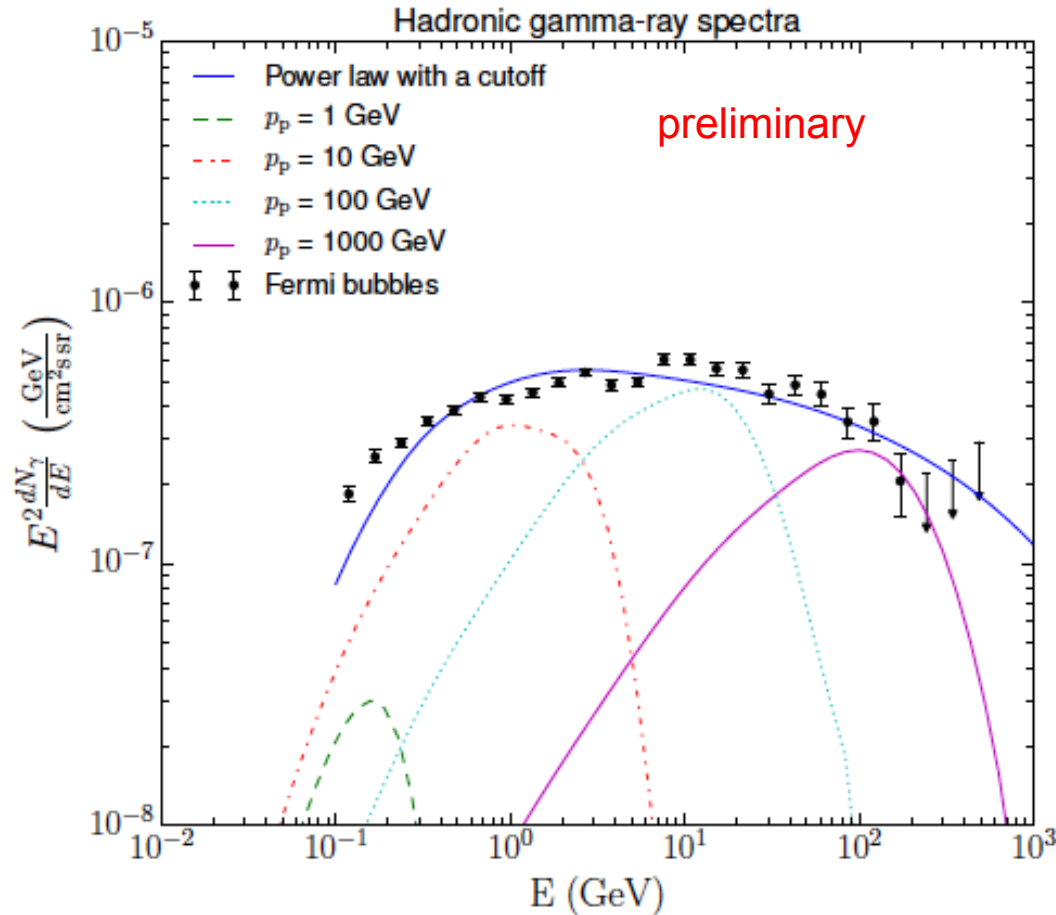 Hadronic gamma-ray spectra
10⁻⁵
Power law with a cutoff
pₚ = 1 GeV
preliminary
pₚ = 10 GeV
pₚ = 100 GeV
pₚ = 1000 GeV
Fermi bubbles
10⁻⁶
E² dNᵧ/dE (GeV/cm² s sr)
10⁻⁷
10⁻⁸
10⁻² 10⁻¹ 10⁰ 10¹ 10² 10³
E (GeV)